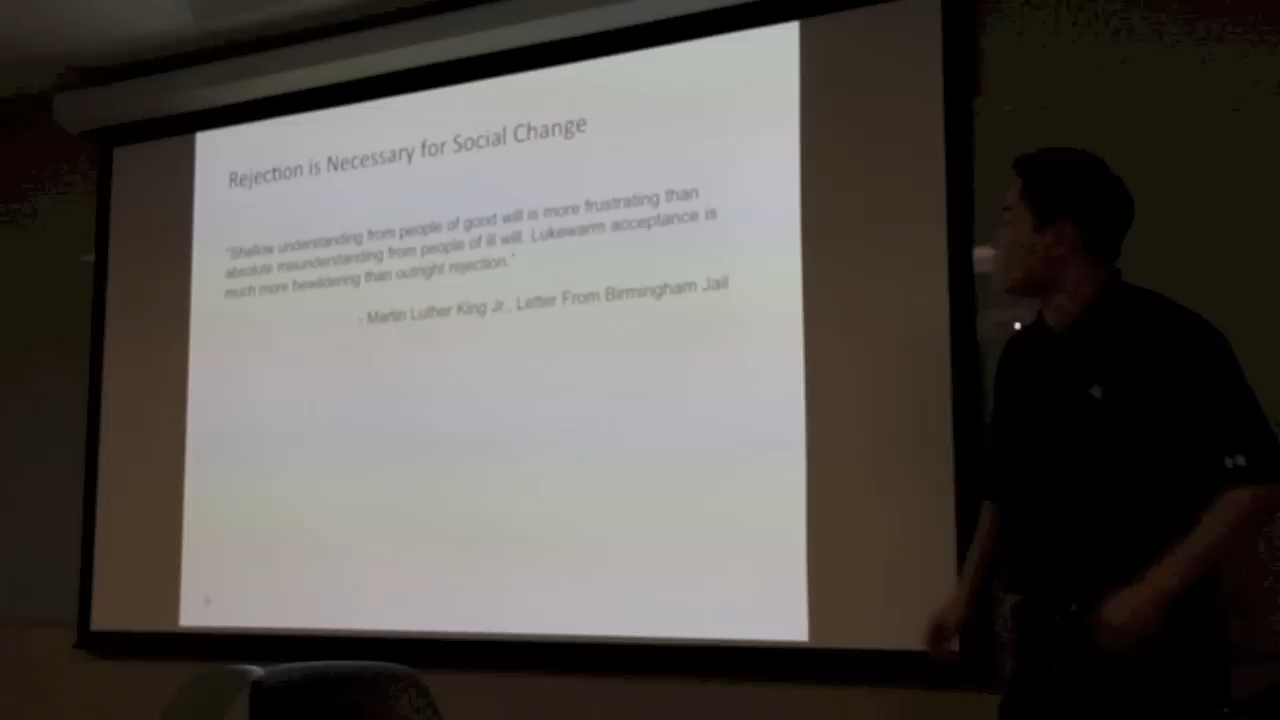 Rejection is Necessary for Social Change
"Shallow understanding from people of good will is more frustrating than
absolute misunderstanding from people of ill will. Lukewarm acceptance is
much more bewildering than outright rejection."
- Martin Luther King Jr., Letter From Birmingham Jail